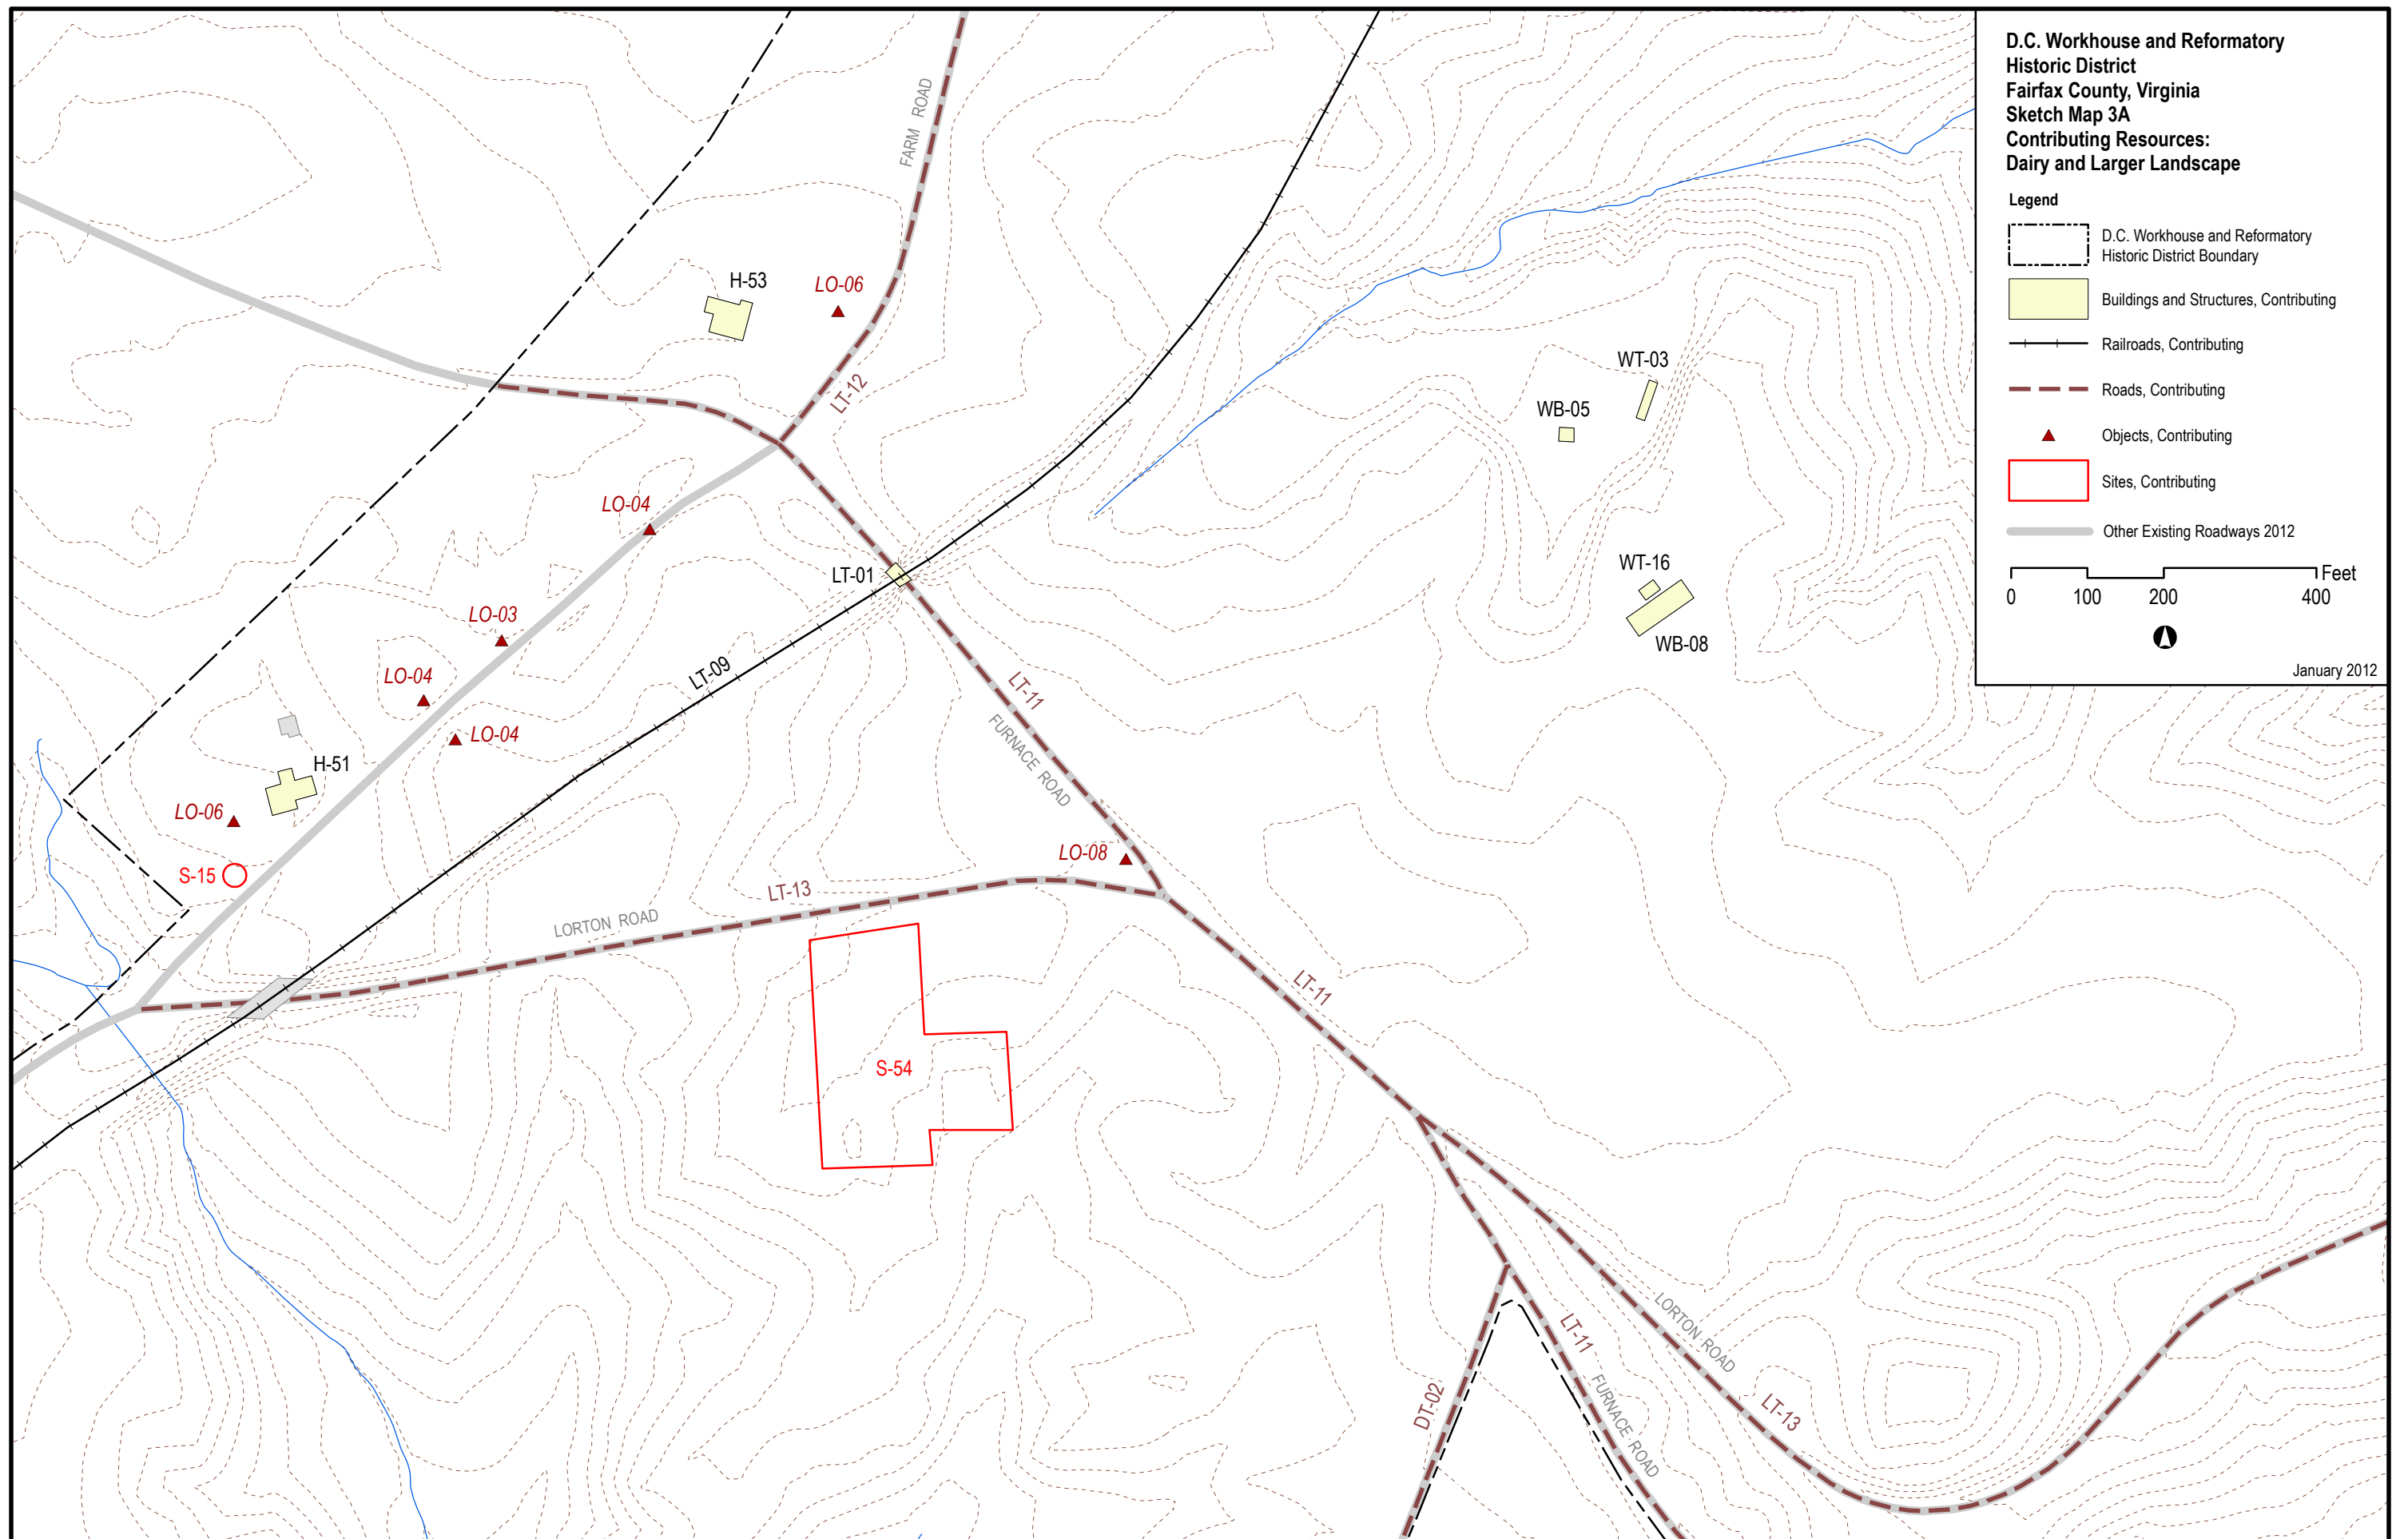 D.C. Workhouse and Reformatory
Historic District
Fairfax County, Virginia
Sketch Map 3A
Contributing Resources:
Dairy and Larger Landscape
Legend
D.C. Workhouse and Reformatory
Historic District Boundary
Buildings and Structures, Contributing
Railroads, Contributing
Roads, Contributing
Objects, Contributing
Sites, Contributing
Other Existing Roadways 2012
Feet
0 100 200 400
January 2012
FARM ROAD
H-53
LO-06
LT-12
WT-03
WB-05
LO-04
LT-01
WT-16
WB-08
LO-03
LO-04
LT-09
LT-11
FURNACE ROAD
LO-04
H-51
LO-06
S-15
LO-08
LT-13
LORTON ROAD
LT-11
S-54
LORTON ROAD
LT-11
DT-02
FURNACE ROAD
LT-13